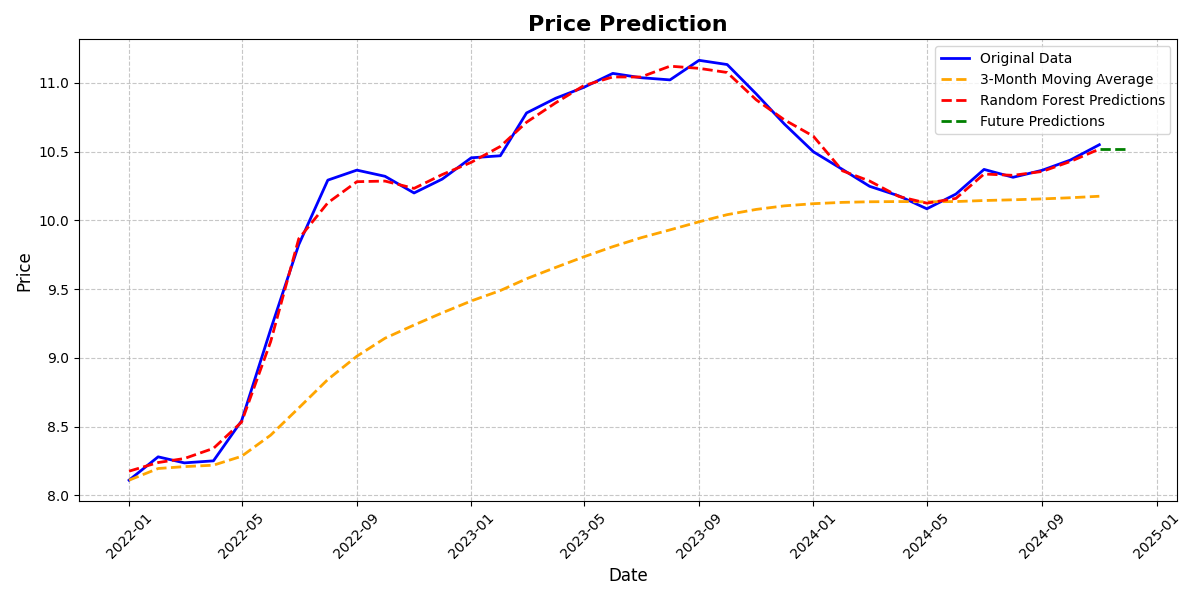 Price Prediction
Original Data
3-Month Moving Average
Random Forest Predictions
Future Predictions
11.0
10.5
10.0
9.5
9.0
8.5
8.0
Price
2022-01
2022-05
2022-09
2023-01
2023-05
2023-09
2024-01
2024-05
2024-09
2025-01
Date